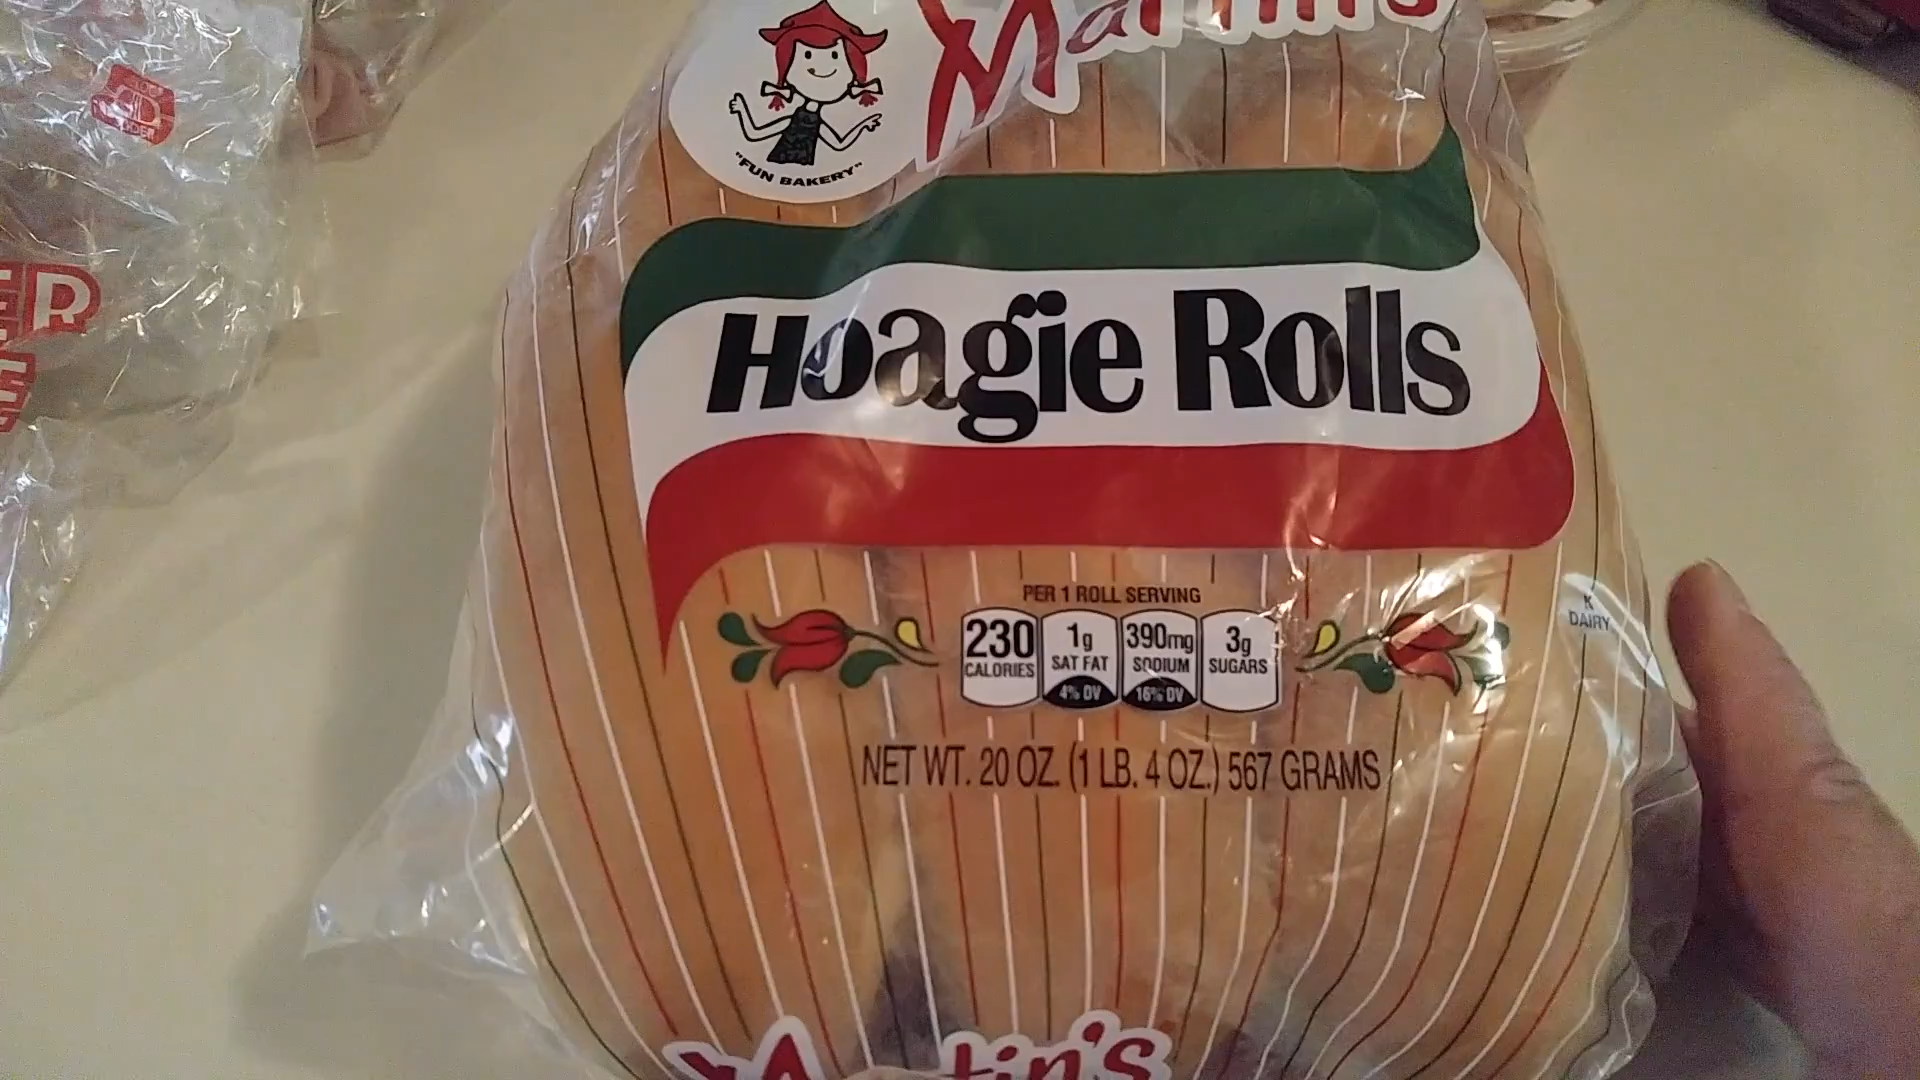 Martin's
"FUN BAKERY"
Hoagie Rolls
PER 1 ROLL SERVING
230 CALORIES
1g SAT FAT 4% DV
390mg SODIUM 16% DV
3g SUGARS
K
DAIRY
NET WT. 20 OZ. (1 LB. 4 OZ.) 567 GRAMS
Martin's